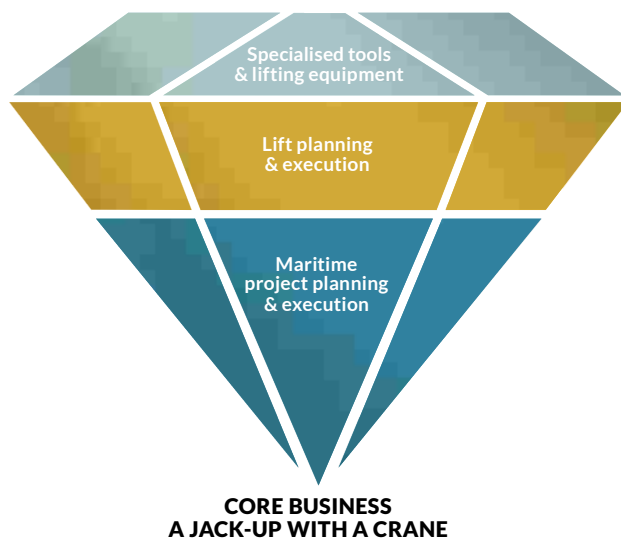 Specialised tools
& lifting equipment
Lift planning
& execution
Maritime
project planning
& execution
CORE BUSINESS
A JACK-UP WITH A CRANE